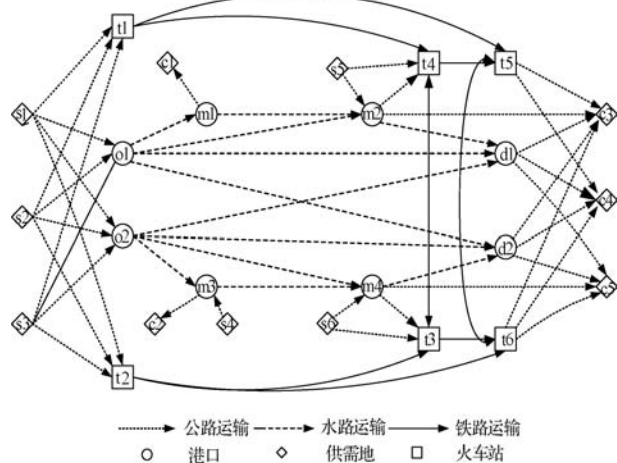 t1
c1
s5
t4
t5
s1
m1
m2
c3
o1
d1
s2
c4
o2
d2
s3
m3
m4
c5
c2
s4
s6
t3
t6
t2
公路运输 水路运输 铁路运输
港口 供需地 火车站